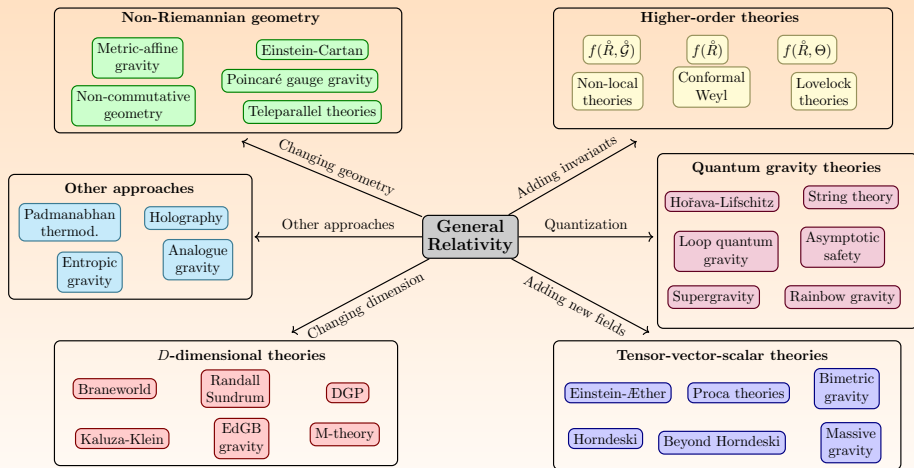 Non-Riemannian geometry
Metric-affine
gravity
Einstein-Cartan
Poincaré gauge gravity
Non-commutative
geometry
Teleparallel theories
Higher-order theories
f(R̊, G̊)
f(R̊)
f(R̊, Θ)
Non-local
theories
Conformal
Weyl
Lovelock
theories
Changing geometry
Adding invariants
Other approaches
Padmanabhan
thermod.
Holography
Entropic
gravity
Analogue
gravity
Other approaches
General
Relativity
Quantization
Quantum gravity theories
Hořava-Lifschitz
String theory
Loop quantum
gravity
Asymptotic
safety
Supergravity
Rainbow gravity
Changing dimension
Adding new fields
D-dimensional theories
Braneworld
Randall
Sundrum
DGP
Kaluza-Klein
EdGB
gravity
M-theory
Tensor-vector-scalar theories
Einstein-Æther
Proca theories
Bimetric
gravity
Horndeski
Beyond Horndeski
Massive
gravity